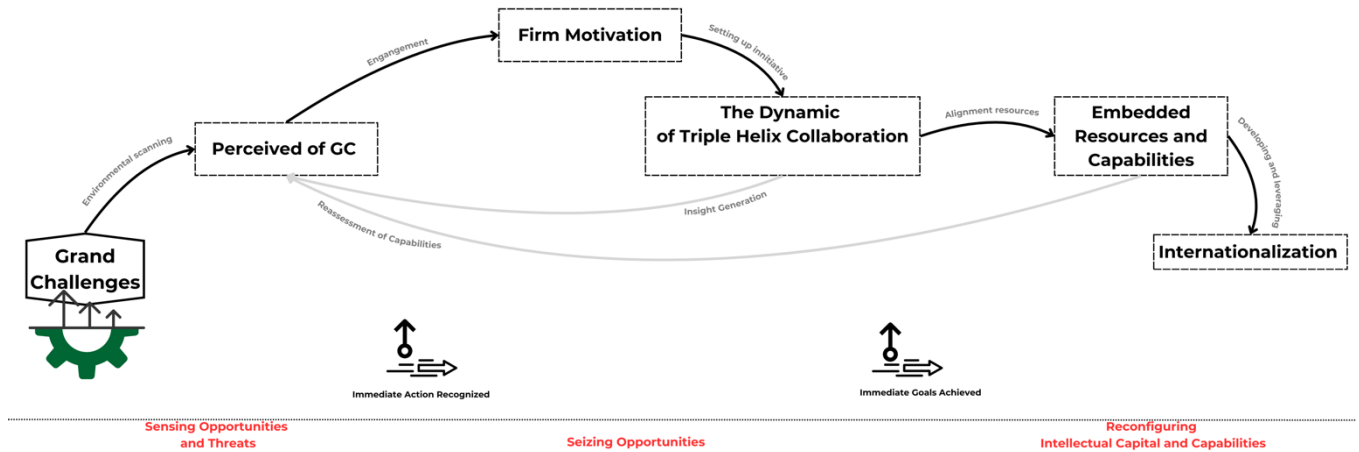 Firm Motivation
Engangement
Setting up innitiative
The Dynamic
of Triple Helix Collaboration
Alignment resources
Embedded
Resources and
Capabilities
Developing and leveraging
Perceived of GC
Environmental scanning
Insight Generation
Reassessment of Capabilities
Grand
Challenges
Internationalization
Immediate Action Recognized
Immediate Goals Achieved
Sensing Opportunities
and Threats
Seizing Opportunities
Reconfiguring
Intellectual Capital and Capabilities